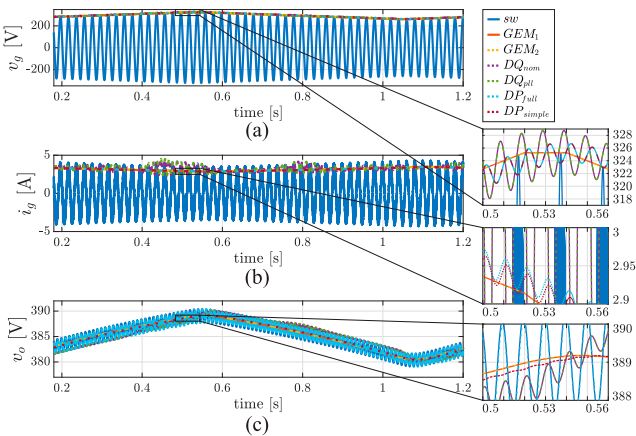 200
0
-200
v_g [V]
0.2 0.4 0.6 0.8 1 1.2
time [s]
(a)
sw
GEM_1
GEM_2
DQ_nom
DQ_pll
DP_full
DP_simple
328
326
324
322
320
318
0.5 0.53 0.56
5
0
-5
i_g [A]
0.2 0.4 0.6 0.8 1 1.2
time [s]
(b)
3
2.95
2.9
0.5 0.53 0.56
390
385
380
v_o [V]
0.2 0.4 0.6 0.8 1 1.2
time [s]
(c)
390
389
388
0.5 0.53 0.56